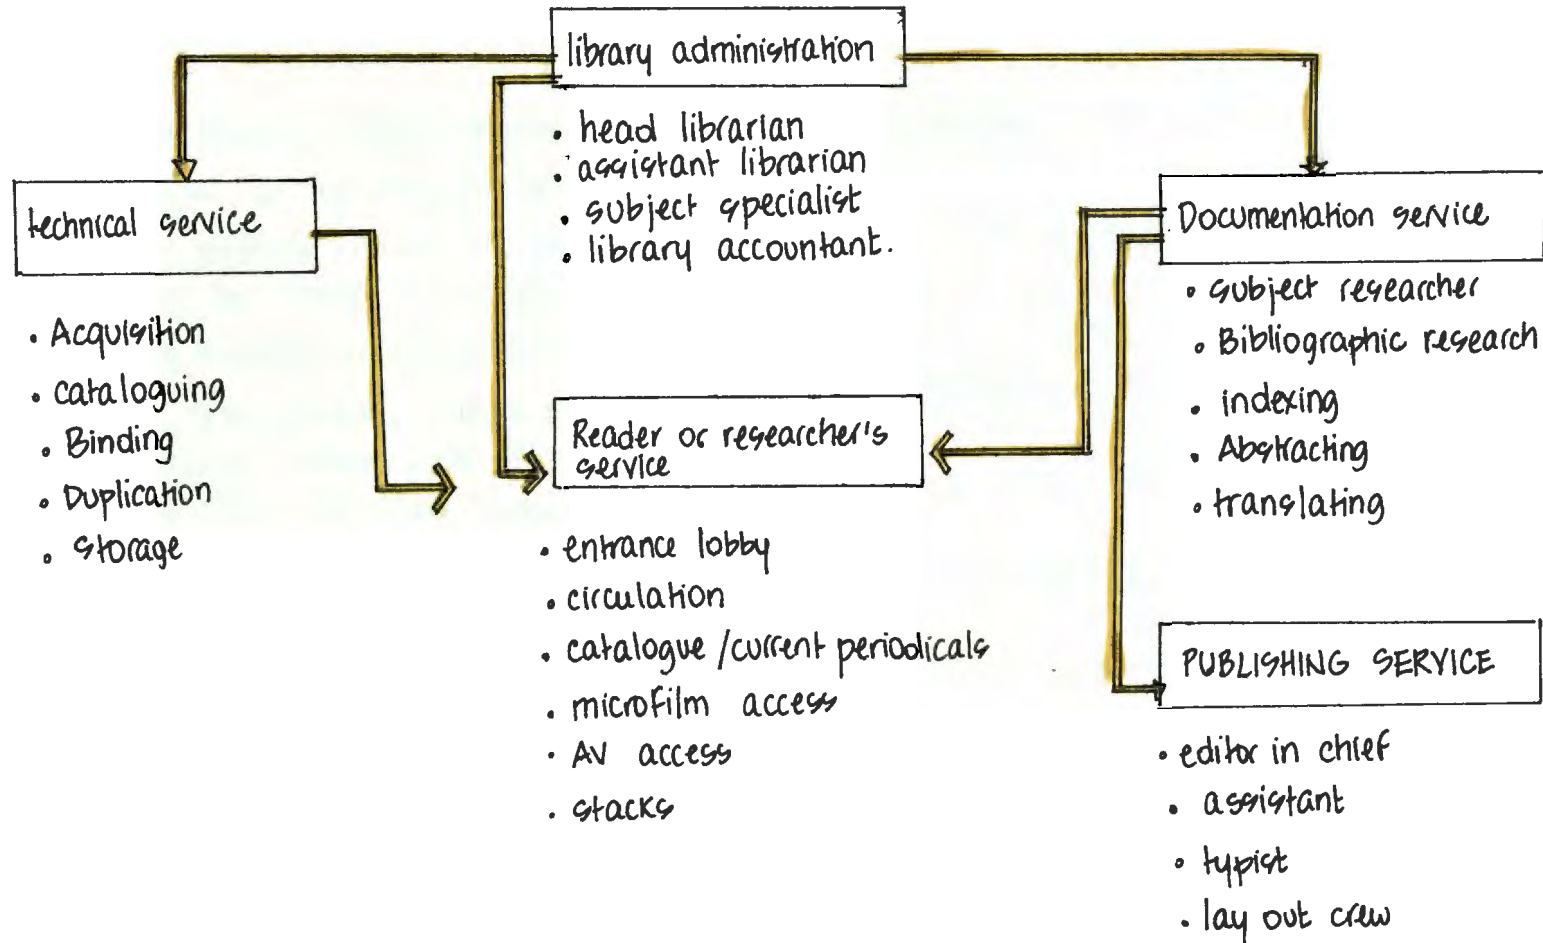 library administration
• head librarian
• assistant librarian
• subject specialist
• library accountant.
technical service
• Acquisition
• cataloguing
• Binding
• Duplication
• storage
Reader or researcher's
service
• entrance lobby
• circulation
• catalogue / current periodicals
• microfilm access
• AV access
• stacks
Documentation service
• subject researcher
• Bibliographic research
• indexing
• Abstracting
• translating
PUBLISHING SERVICE
• editor in chief
• assistant
• typist
• lay out crew